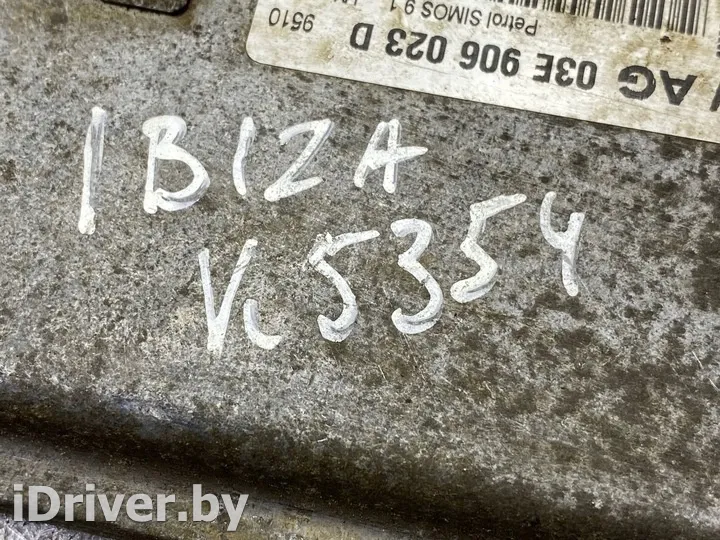 AG 03E 906 023 D
Petrol SIMOS 9.1
9510
IBIZA
VL5354
iDriver.by